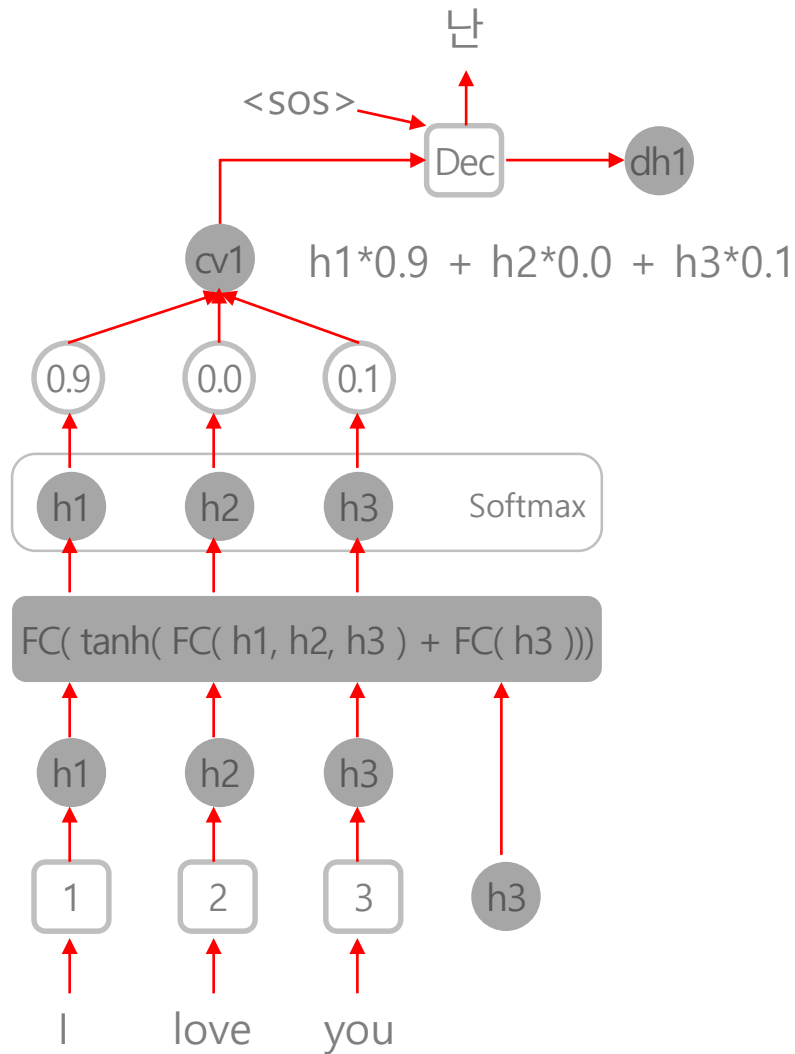 난
<sos>
Dec dh1
cv1 h1*0.9 + h2*0.0 + h3*0.1
0.9 0.0 0.1
h1 h2 h3 Softmax
FC( tanh( FC( h1, h2, h3 ) + FC( h3 )))
h1 h2 h3
1 2 3 h3
I love you